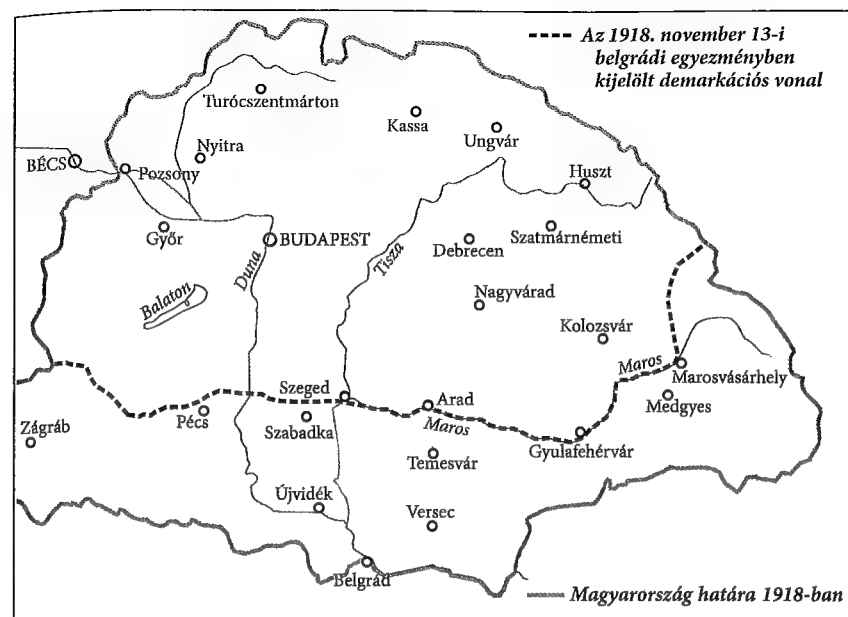 Az 1918. november 13-i
belgrádi egyezményben
kijelölt demarkációs vonal
Turócszentmárton
Kassa
Ungvár
Nyitra
BÉCS
Pozsony
Huszt
Győr
BUDAPEST
Duna
Tisza
Debrecen
Szatmárnémeti
Balaton
Nagyvárad
Kolozsvár
Maros
Marosvásárhely
Medgyes
Szeged
Arad
Maros
Zágráb
Pécs
Szabadka
Gyulafehérvár
Temesvár
Újvidék
Versec
Belgrád
Magyarország határa 1918-ban